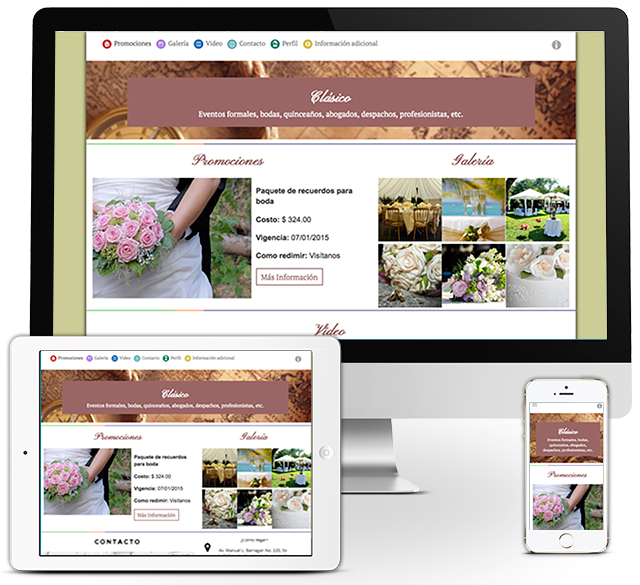 Promociones Galería Video Contacto Perfil Información adicional
Clásico
Eventos formales, bodas, quinceaños, abogados, despachos, profesionistas, etc.
Promociones
Galería
Paquete de recuerdos para
boda
Costo: $ 324.00
Vigencia: 07/01/2015
Como redimir: Visítanos
Más Información
Video
Promociones Galería Video Contacto Perfil Información adicional
Clásico
Eventos formales, bodas, quinceaños, abogados, despachos, profesionistas, etc.
Promociones
Galería
Paquete de recuerdos
para boda
Costo: $ 324.00
Vigencia: 07/01/2015
Como redimir: Visítanos
Más Información
CONTACTO
¿Cómo llegar?
Av. Manuel J. Barragan No. 220, Sn
Clásico
Eventos formales, bodas,
quinceaños, abogados,
despachos, profesionistas, etc.
Promociones